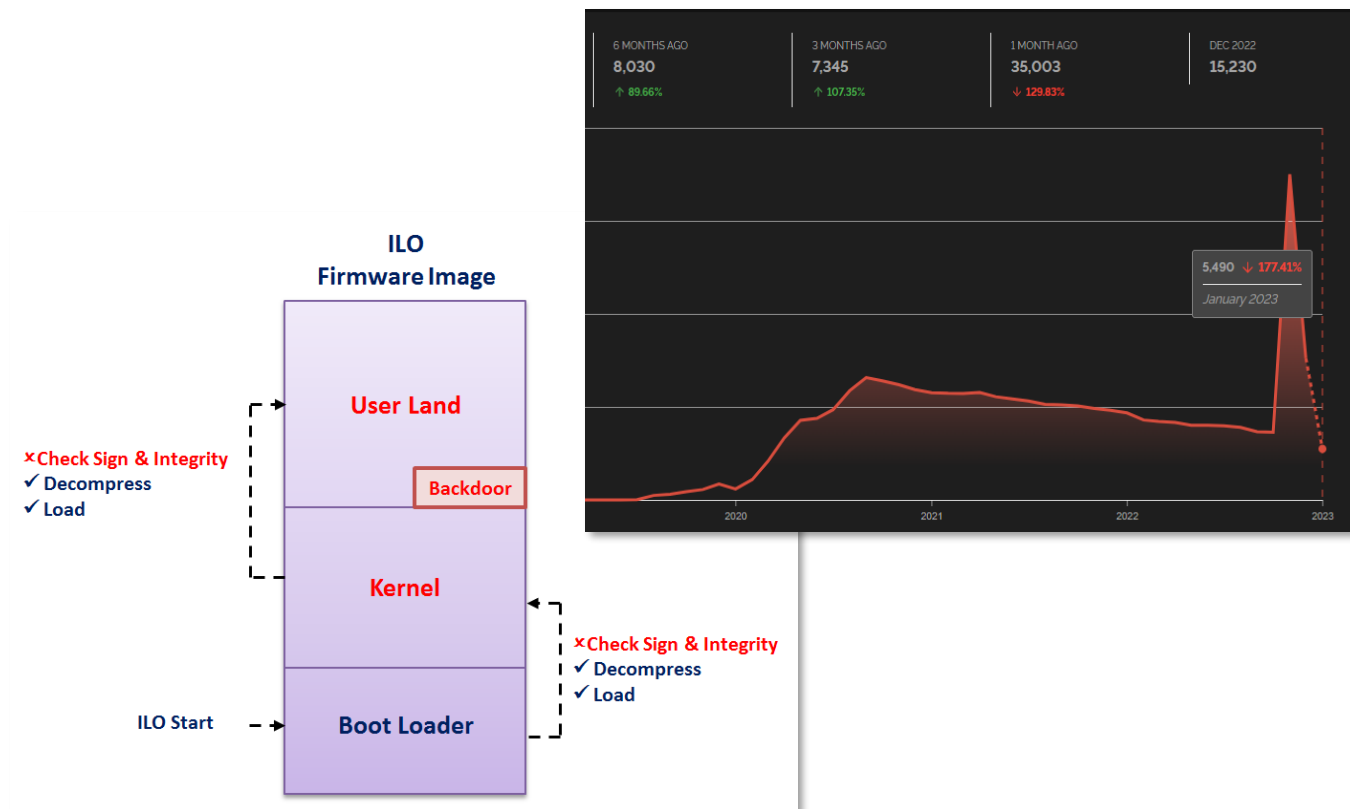 6 MONTHS AGO
8,030
↑ 89.66%
3 MONTHS AGO
7,345
↑ 107.35%
1 MONTH AGO
35,003
↓ 129.83%
DEC 2022
15,230
5,490 ↓ 177.41%
January 2023
2020
2021
2022
2023
ILO
Firmware Image
User Land
Backdoor
Kernel
Boot Loader
×Check Sign & Integrity
✓ Decompress
✓ Load
×Check Sign & Integrity
✓ Decompress
✓ Load
ILO Start